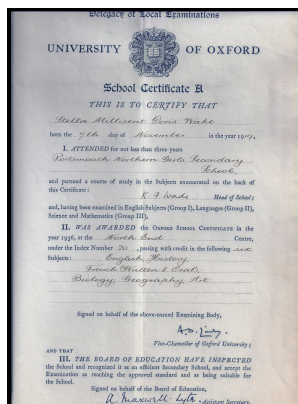 Delegacy of Local Examinations
UNIVERSITY OF OXFORD
School Certificate A
THIS IS TO CERTIFY THAT
Stella Millicent Doris Wake
born the 7th day of November in the year 1919,
I. ATTENDED for not less than three years
Portsmouth Northern Girls Secondary
School,
and pursued a course of study in the Subjects enumerated on the back of
this Certificate:
K. F. Wade Head of School;
and, having been examined in English Subjects (Group I), Languages (Group II),
Science and Mathematics (Group III),
II. WAS AWARDED the OXFORD SCHOOL CERTIFICATE in the
year 1936, at the North End Centre,
under the Index Number 20, passing with credit in the following six
Subjects: English, History,
French (Written & Oral),
Biology, Geography, Art
Signed on behalf of the above-named Examining Body,
A. D. Lindsay
Vice-Chancellor of Oxford University;
AND THAT
III. THE BOARD OF EDUCATION HAVE INSPECTED
the School and recognized it as an efficient Secondary School, and accept the
Examination as reaching the approved standard and as being suitable for
the School.
Signed on behalf of the Board of Education,
A. Maxwell-Lyte Assistant Secretary.